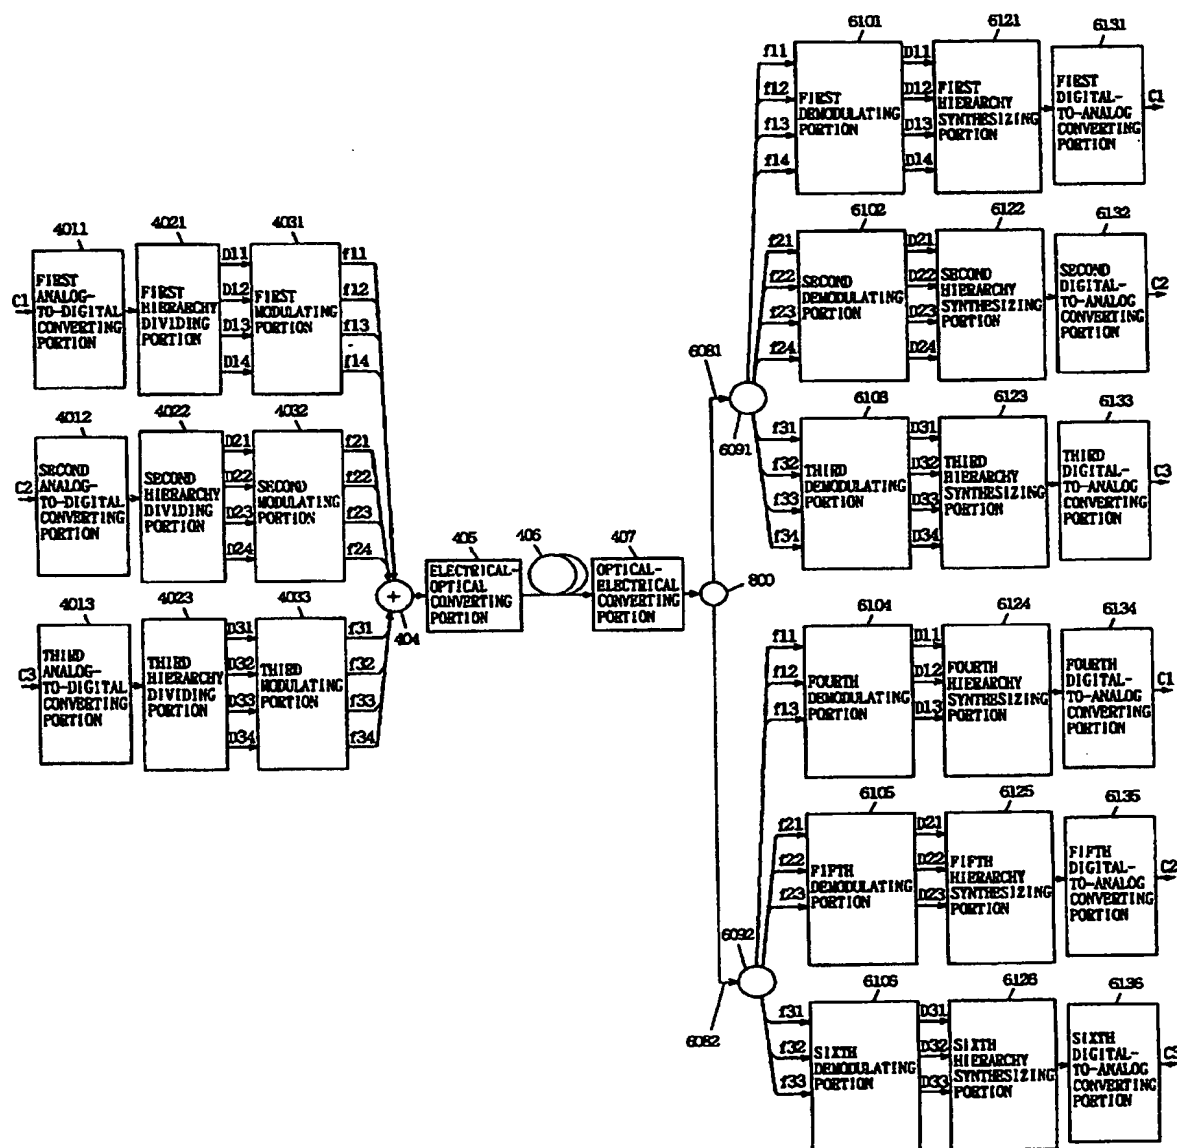 4011
4021
4031
C1
FIRST
ANALOG-
TO-DIGITAL
CONVERTING
PORTION
FIRST
HIERARCHY
DIVIDING
PORTION
D11
D12
D13
D14
FIRST
MODULATING
PORTION
f11
f12
f13
f14
4012
4022
4032
C2
SECOND
ANALOG-
TO-DIGITAL
CONVERTING
PORTION
SECOND
HIERARCHY
DIVIDING
PORTION
D21
D22
D23
D24
SECOND
MODULATING
PORTION
f21
f22
f23
f24
4013
4023
4033
C3
THIRD
ANALOG-
TO-DIGITAL
CONVERTING
PORTION
THIRD
HIERARCHY
DIVIDING
PORTION
D31
D32
D33
D34
THIRD
MODULATING
PORTION
f31
f32
f33
f34
+
404
405
ELECTRICAL-
OPTICAL
CONVERTING
PORTION
406
407
OPTICAL-
ELECTRICAL
CONVERTING
PORTION
800
6081
6091
6082
6092
6101
6121
6131
f11
f12
f13
f14
FIRST
DEMODULATING
PORTION
D11
D12
D13
D14
FIRST
HIERARCHY
SYNTHESIZING
PORTION
FIRST
DIGITAL-
TO-ANALOG
CONVERTING
PORTION
C1
6102
6122
6132
f21
f22
f23
f24
SECOND
DEMODULATING
PORTION
D21
D22
D23
D24
SECOND
HIERARCHY
SYNTHESIZING
PORTION
SECOND
DIGITAL-
TO-ANALOG
CONVERTING
PORTION
C2
6103
6123
6133
f31
f32
f33
f34
THIRD
DEMODULATING
PORTION
D31
D32
D33
D34
THIRD
HIERARCHY
SYNTHESIZING
PORTION
THIRD
DIGITAL-
TO-ANALOG
CONVERTING
PORTION
C3
6104
6124
6134
f11
f12
f13
FOURTH
DEMODULATING
PORTION
D11
D12
D13
FOURTH
HIERARCHY
SYNTHESIZING
PORTION
FOURTH
DIGITAL-
TO-ANALOG
CONVERTING
PORTION
C1
6105
6125
6135
f21
f22
f23
FIFTH
DEMODULATING
PORTION
D21
D22
D23
FIFTH
HIERARCHY
SYNTHESIZING
PORTION
FIFTH
DIGITAL-
TO-ANALOG
CONVERTING
PORTION
C2
6106
6126
6136
f31
f32
f33
SIXTH
DEMODULATING
PORTION
D31
D32
D33
SIXTH
HIERARCHY
SYNTHESIZING
PORTION
SIXTH
DIGITAL-
TO-ANALOG
CONVERTING
PORTION
C3